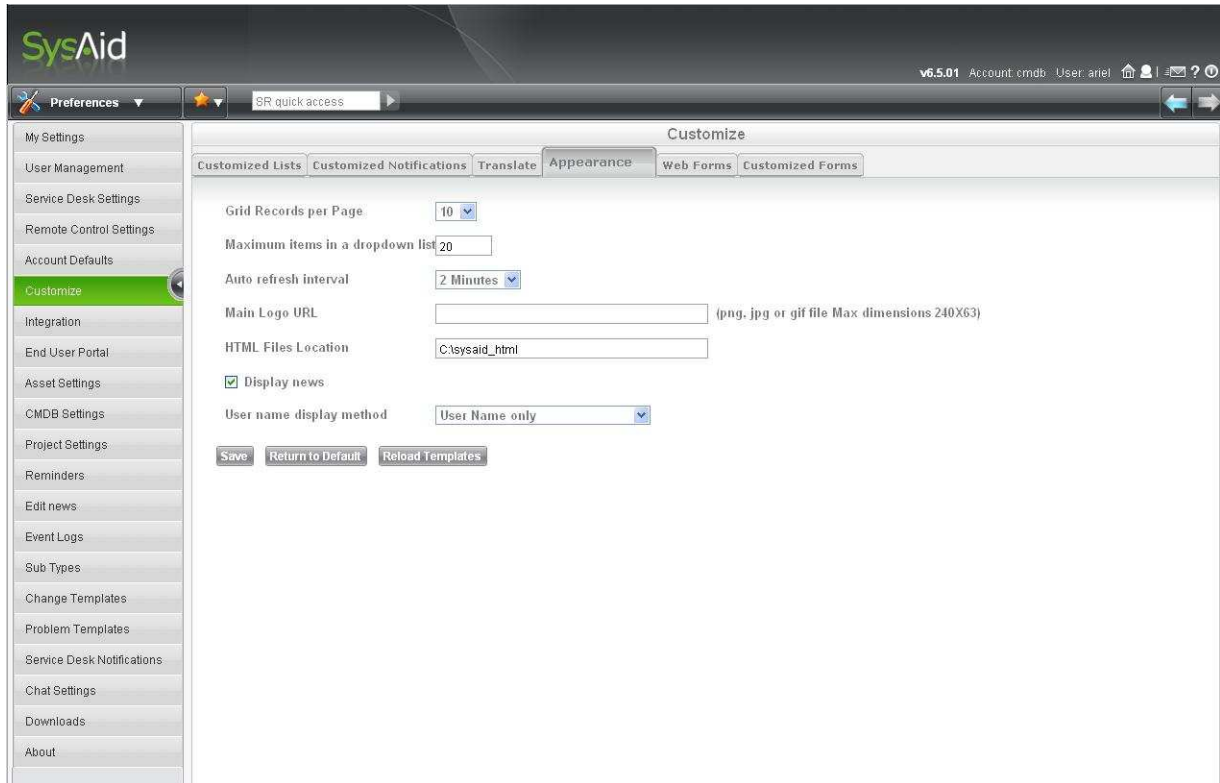 SysAid
v6.5.01 Account: cmdb User: ariel
Preferences
SR quick access
My Settings
User Management
Service Desk Settings
Remote Control Settings
Account Defaults
Customize
Integration
End User Portal
Asset Settings
CMDB Settings
Project Settings
Reminders
Edit news
Event Logs
Sub Types
Change Templates
Problem Templates
Service Desk Notifications
Chat Settings
Downloads
About
Customize
Customized Lists Customized Notifications Translate Appearance Web Forms Customized Forms
Grid Records per Page 10
Maximum items in a dropdown list 20
Auto refresh interval 2 Minutes
Main Logo URL (png, jpg or gif file Max dimensions 240X63)
HTML Files Location C:\sysaid_html
Display news
User name display method User Name only
Save Return to Default Reload Templates